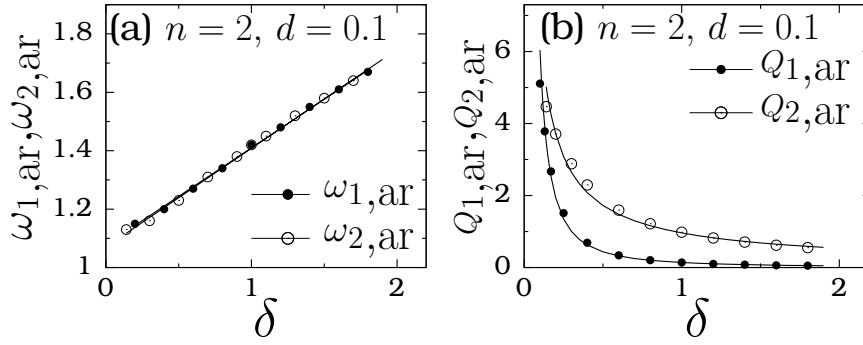 (a) n = 2, d = 0.1
ω1,ar, ω2,ar
1.8
1.6
1.4
1.2
1
ω1,ar
ω2,ar
0
1
2
δ
(b) n = 2, d = 0.1
Q1,ar, Q2,ar
6
4
2
0
Q1,ar
Q2,ar
0
1
2
δ